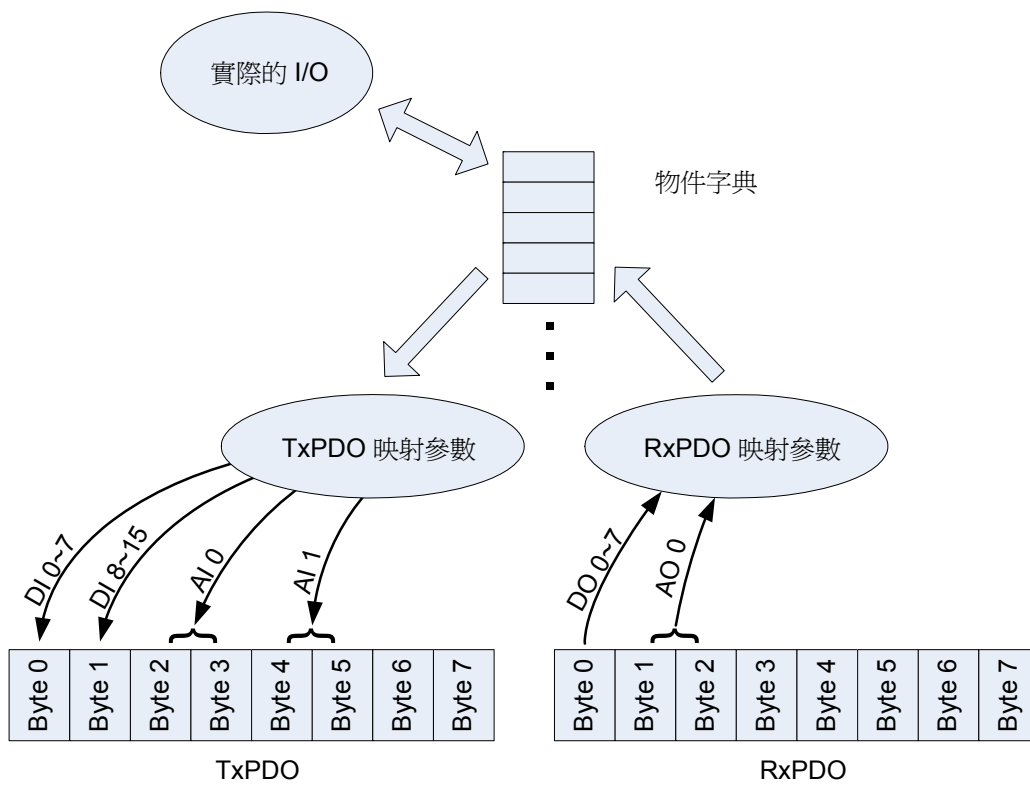 實際的 I/O
物件字典
TxPDO 映射參數
RxPDO 映射參數
DI 0~7
DI 8~15
AI 0
AI 1
DO 0~7
AO 0
Byte 0
Byte 1
Byte 2
Byte 3
Byte 4
Byte 5
Byte 6
Byte 7
Byte 0
Byte 1
Byte 2
Byte 3
Byte 4
Byte 5
Byte 6
Byte 7
TxPDO
RxPDO